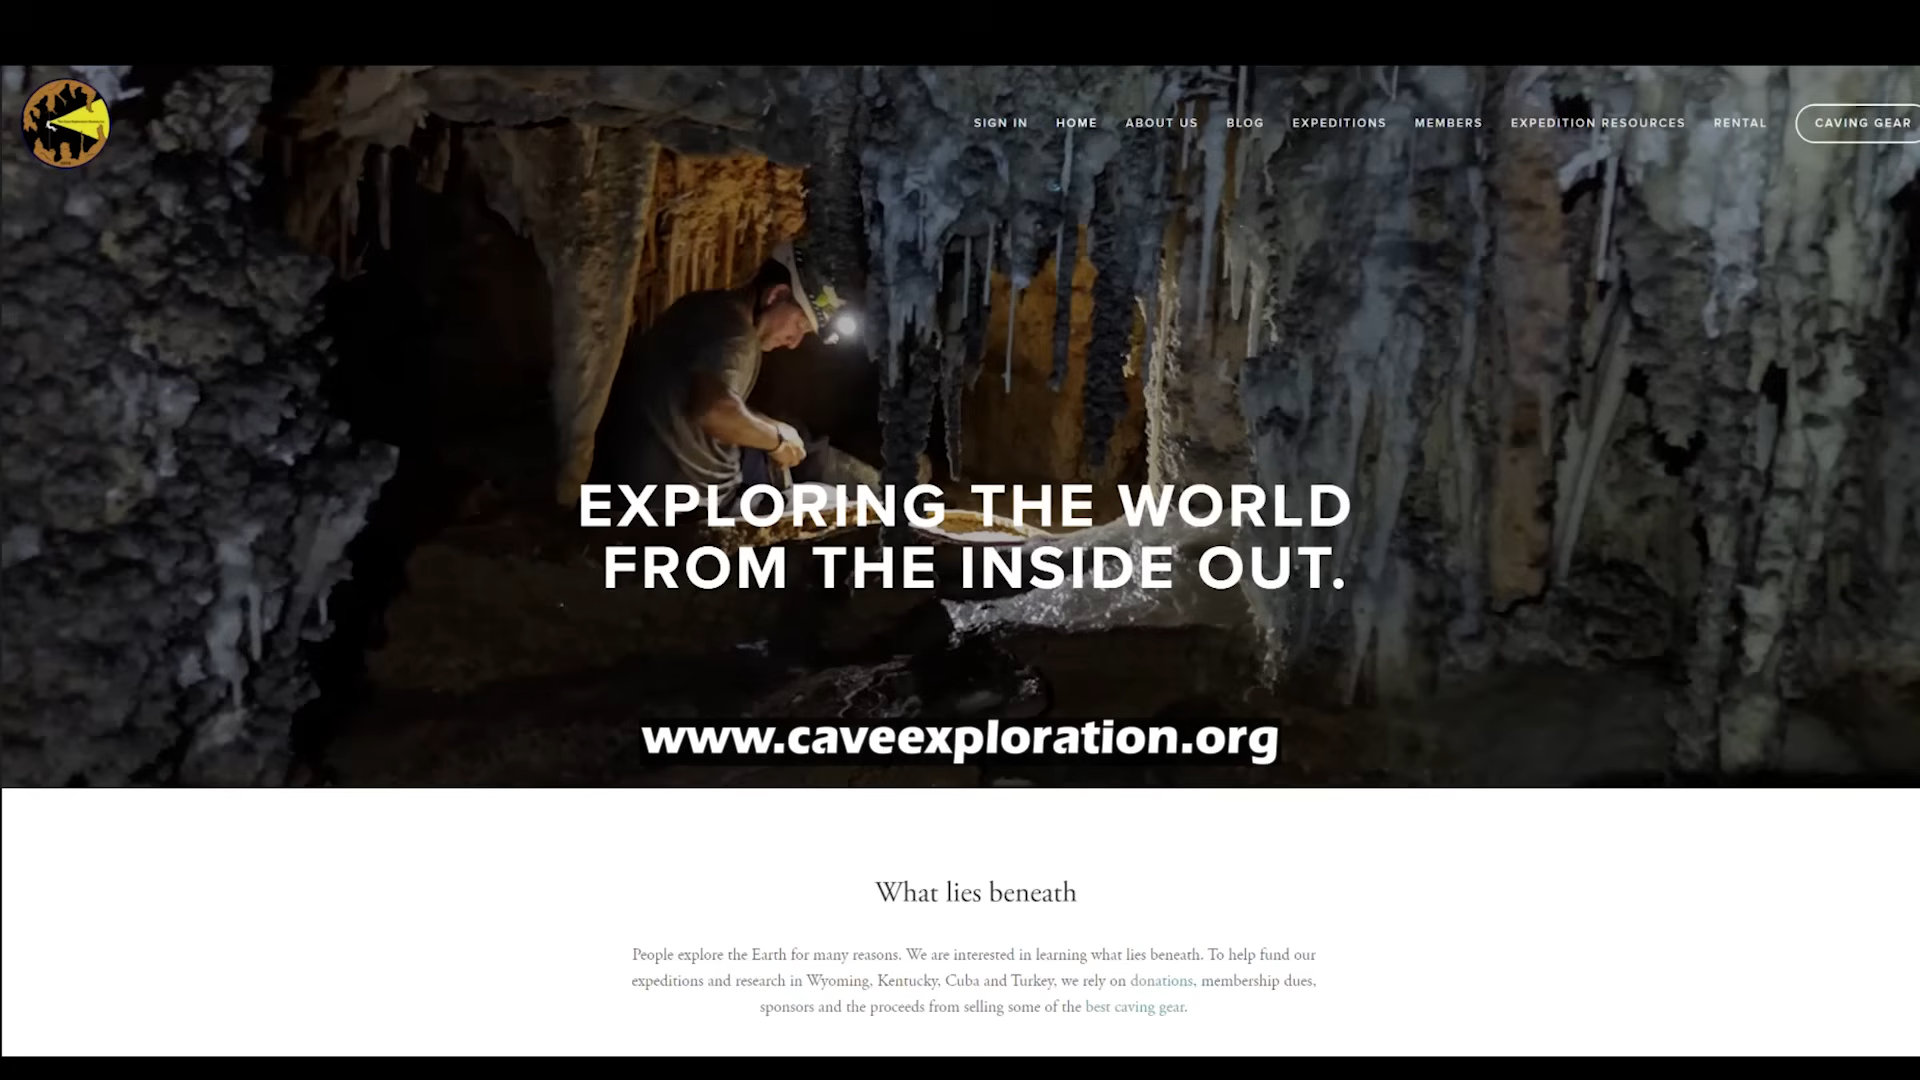 SIGN IN HOME ABOUT US BLOG EXPEDITIONS MEMBERS EXPEDITION RESOURCES RENTAL CAVING GEAR
EXPLORING THE WORLD
FROM THE INSIDE OUT.
www.caveexploration.org
What lies beneath
People explore the Earth for many reasons. We are interested in learning what lies beneath. To help fund our
expeditions and research in Wyoming, Kentucky, Cuba and Turkey, we rely on donations, membership dues,
sponsors and the proceeds from selling some of the best caving gear.